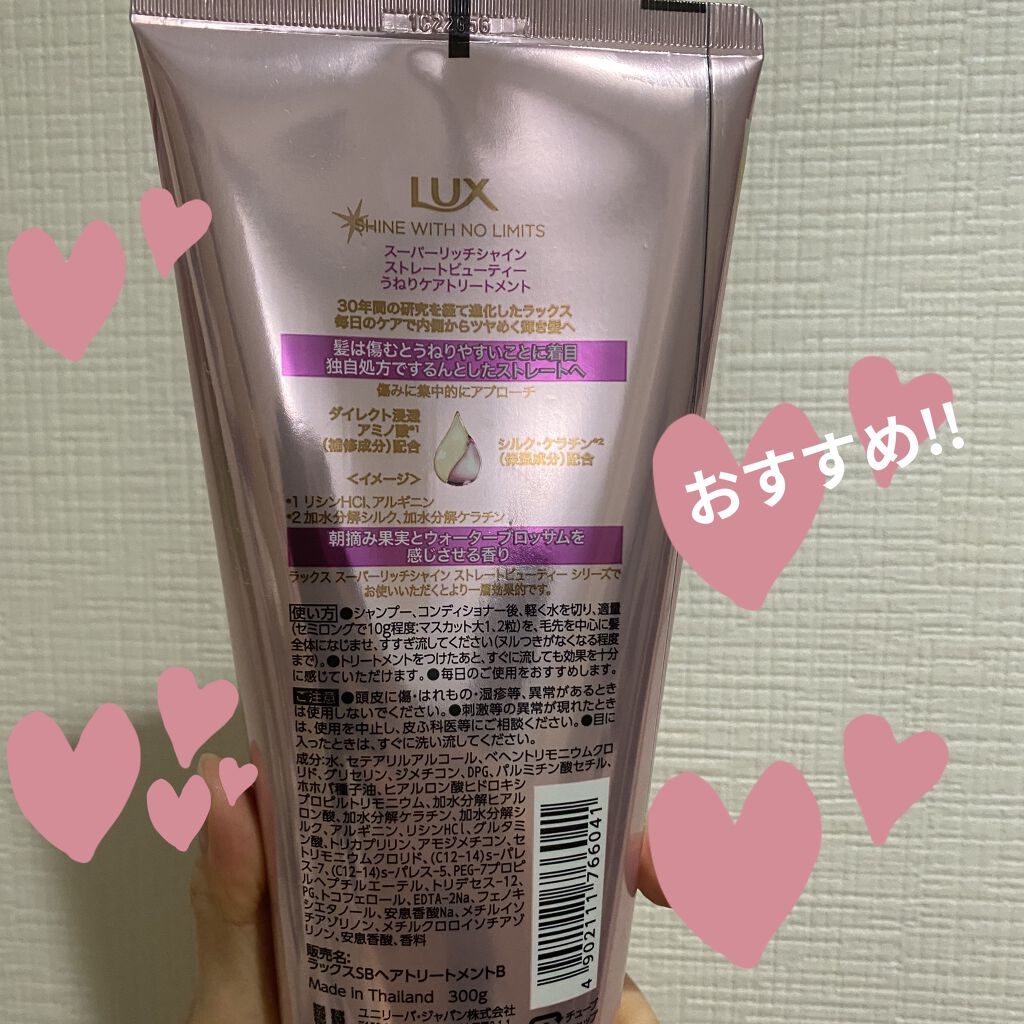 LUX
SHINE WITH NO LIMITS
スーパーリッチシャイン
ストレートビューティー
うねりケアトリートメント
30年間の研究を経て進化したラックス
毎日のケアで内側からツヤめく輝き髪へ
髪は傷むとうねりやすいことに着目
独自処方でするんとしたストレートへ
傷みに集中的にアプローチ
ダイレクト浸透
アミノ酸*1
(補修成分)配合
シルク・ケラチン*2
(保湿成分)配合
<イメージ>
*1 リシンHCl、アルギニン
*2 加水分解シルク、加水分解ケラチン
朝摘み果実とウォーターブロッサムを
感じさせる香り
ラックス スーパーリッチシャイン ストレートビューティー シリーズで
お使いいただくとより一層効果的です。
使い方 ●シャンプー、コンディショナー後、軽く水を切り、適量
(セミロングで10g程度:マスカット大1、2粒)を、毛先を中心に髪
全体になじませ、すすぎ流してください(ヌルつきがなくなる程度
まで)。●トリートメントをつけたあと、すぐに流しても効果を十分
に感じていただけます。●毎日のご使用をおすすめします。
ご注意 ●頭皮に傷・はれもの・湿疹等、異常があるとき
は使用しないでください。●刺激等の異常が現れたとき
は、使用を中止し、皮ふ科医等にご相談ください。●目に
入ったときは、すぐに洗い流してください。
成分:水、セテアリルアルコール、ベヘントリモニウムクロ
リド、グリセリン、ジメチコン、DPG、パルミチン酸セチル、
ホホバ種子油、ヒアルロン酸ヒドロキシ
プロピルトリモニウム、加水分解ヒアル
ロン酸、加水分解ケラチン、加水分解シ
ルク、アルギニン、リシンHCl、グルタミ
ン酸、トリカプリリン、アモジメチコン、セ
トリモニウムクロリド、(C12-14)s-パレ
ス-7、(C12-14)s-パレス-5、PEG-7プロピ
ルヘプチルエーテル、トリデセス-12、
PG、トコフェロール、EDTA-2Na、フェノキ
シエタノール、安息香酸Na、メチルイソ
チアゾリノン、メチルクロロイソチアゾ
リノン、安息香酸、香料
販売名:
ラックスSBヘアトリートメントB
Made in Thailand 300g
ユニリーバ・ジャパン株式会社
4 902111 766041
チューブ
おすすめ!!